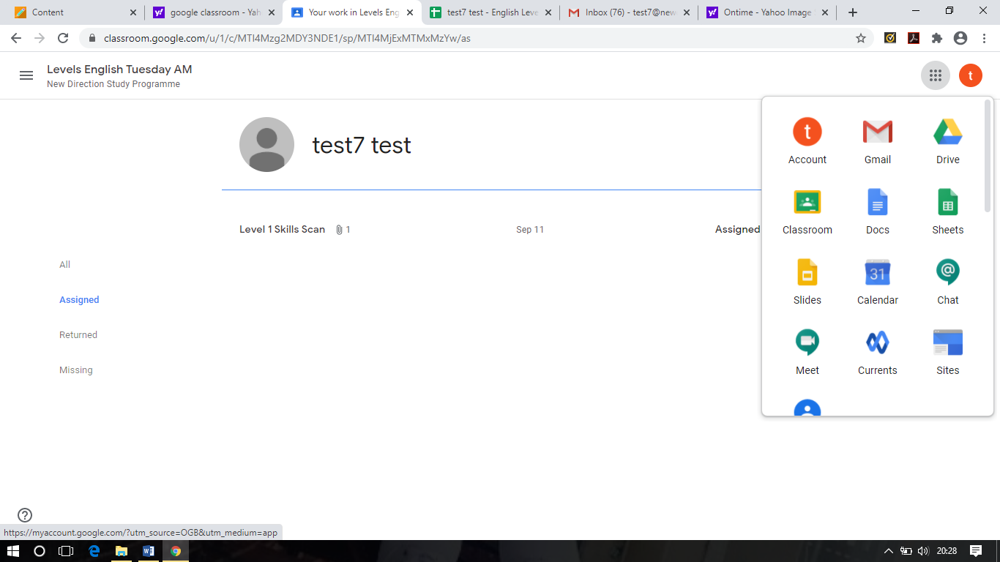 Content
google classroom - Yah
Your work in Levels Eng
test7 test - English Leve
Inbox (76) - test7@new
Ontime - Yahoo Image
classroom.google.com/u/1/c/MTI4Mzg2MDY3NDE1/sp/MTI4MjExMTMxMzYw/as
Levels English Tuesday AM
New Direction Study Programme
t
test7 test
Level 1 Skills Scan 1 Sep 11 Assigned
All
Assigned
Returned
Missing
t
Account Gmail Drive
Classroom Docs Sheets
31 @
Slides Calendar Chat
Meet Currents Sites
?
https://myaccount.google.com/?utm_source=OGB&utm_medium=app
20:28